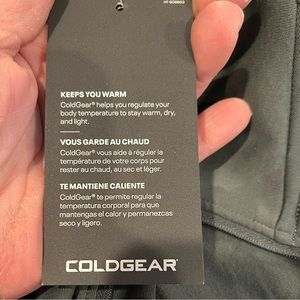 KEEPS YOU WARM
ColdGear® helps you regulate your
body temperature to stay warm, dry,
and light.
VOUS GARDE AU CHAUD
ColdGear® vous aide à réguler la
température de votre corps pour
rester au chaud, au sec et léger.
TE MANTIENE CALIENTE
ColdGear® te permite regular la
temperatura corporal para que
mantengas el calor y permanezcas
seco y ligero.
COLDGEAR